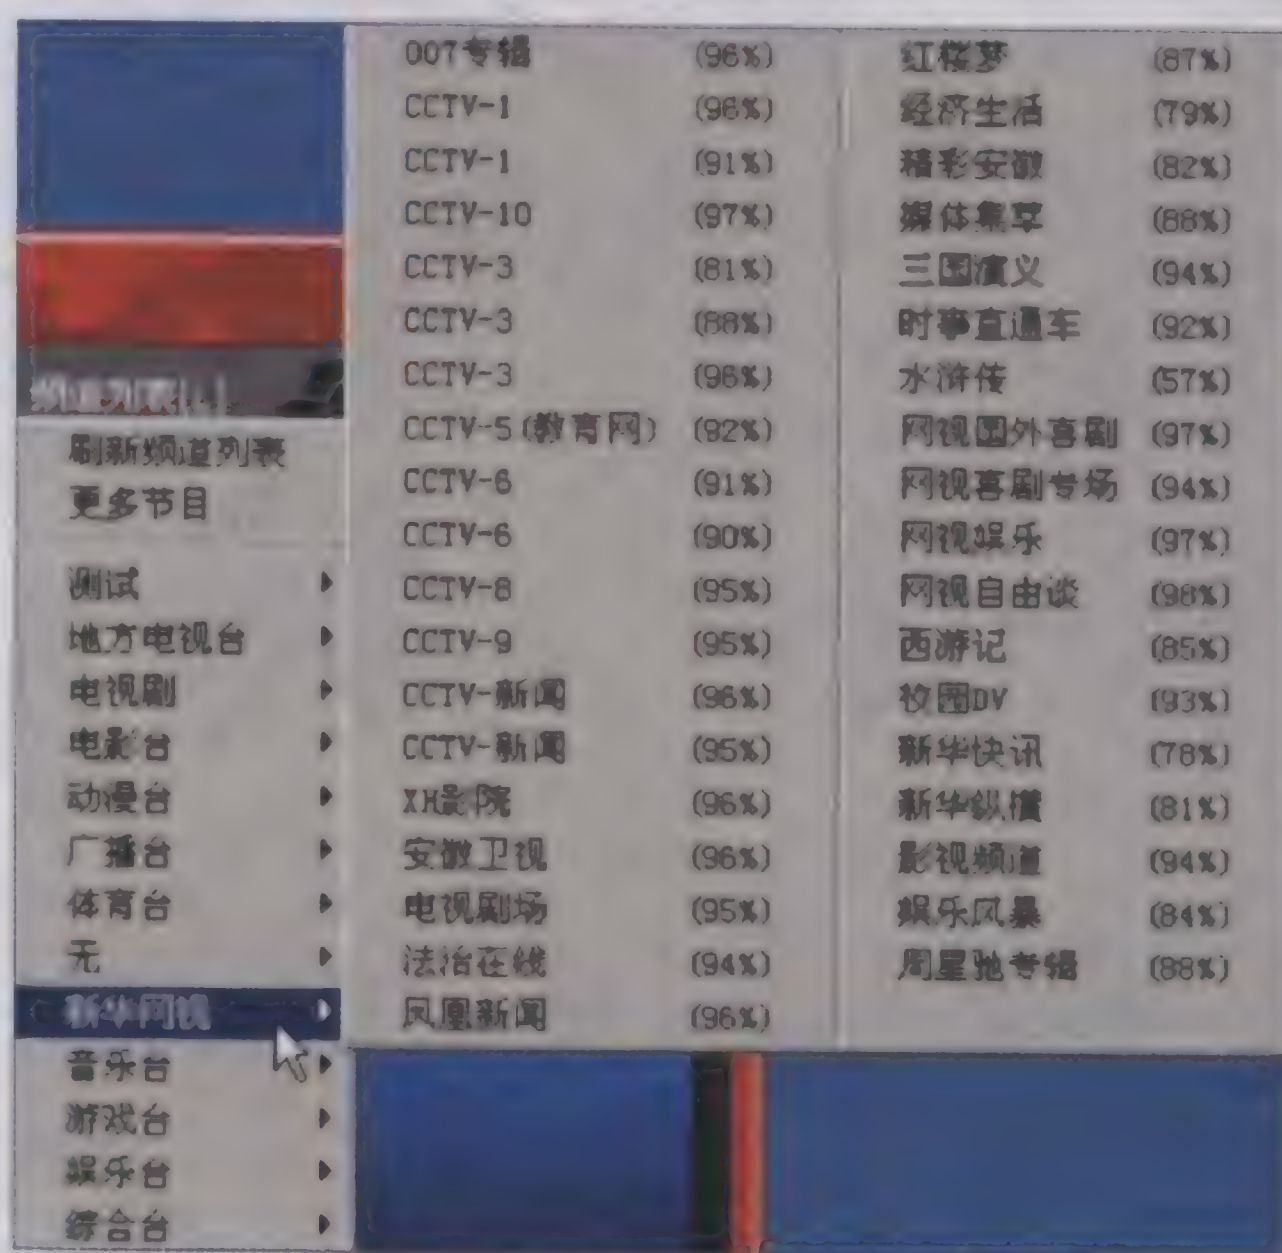 频道列表[L]
刷新频道列表
更多节目
测试
地方电视台
电视剧
电影台
动漫台
广播台
体育台
无
新华网视
音乐台
游戏台
娱乐台
综合台
007专辑 (96%)
CCTV-1 (96%)
CCTV-1 (91%)
CCTV-10 (97%)
CCTV-3 (81%)
CCTV-3 (88%)
CCTV-3 (96%)
CCTV-5(教育网) (92%)
CCTV-6 (91%)
CCTV-6 (90%)
CCTV-8 (95%)
CCTV-9 (95%)
CCTV-新闻 (96%)
CCTV-新闻 (95%)
XH影院 (96%)
安徽卫视 (96%)
电视剧场 (95%)
法治在线 (94%)
凤凰新闻 (96%)
红楼梦 (87%)
经济生活 (79%)
精彩安徽 (82%)
媒体集萃 (88%)
三国演义 (94%)
时事直通车 (92%)
水浒传 (57%)
网视国外喜剧 (97%)
网视喜剧专场 (94%)
网视娱乐 (97%)
网视自由谈 (98%)
西游记 (85%)
校园DV (93%)
新华快讯 (78%)
新华纵横 (81%)
影视频道 (94%)
娱乐风暴 (84%)
周星驰专辑 (88%)